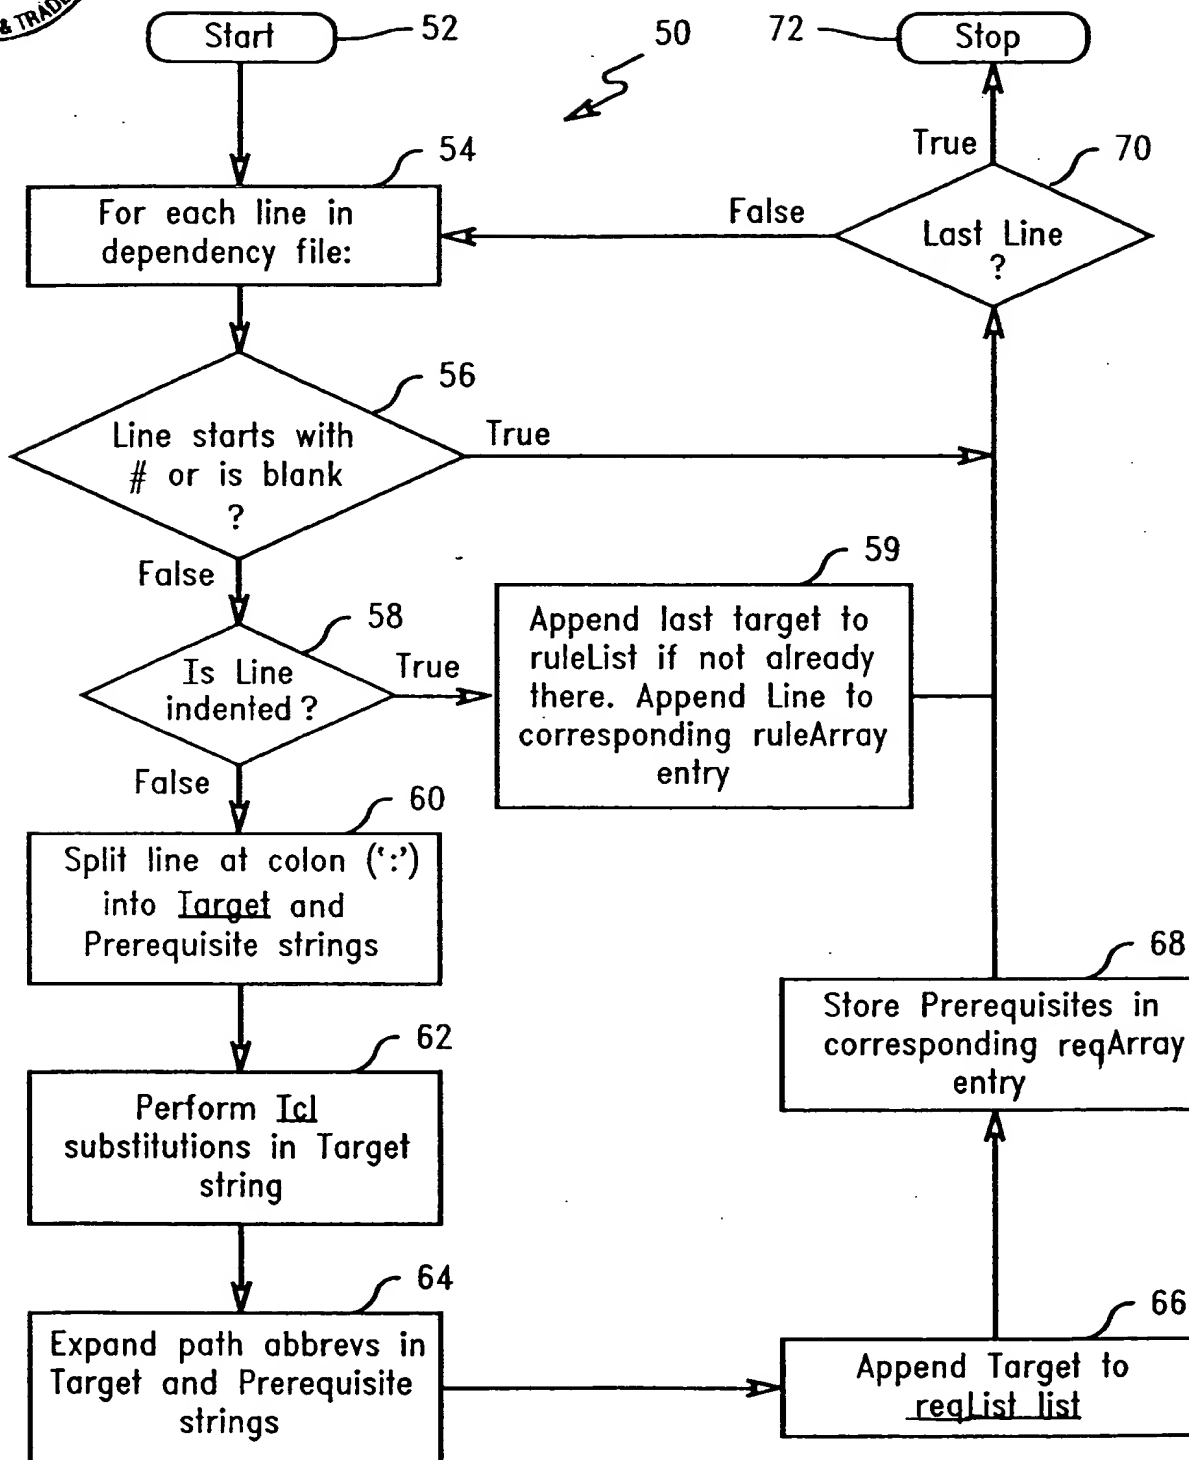 & TRADE
Start
52
50
72
Stop
54
For each line in
dependency file:
True
70
False
Last Line
?
56
Line starts with
# or is blank
?
True
False
58
Is Line
indented ?
True
59
Append last target to
ruleList if not already
there. Append Line to
corresponding ruleArray
entry
False
60
Split line at colon (':')
into Target and
Prerequisite strings
62
Perform Tcl
substitutions in Target
string
64
Expand path abbrevs in
Target and Prerequisite
strings
66
Append Target to
reqList list
68
Store Prerequisites in
corresponding reqArray
entry